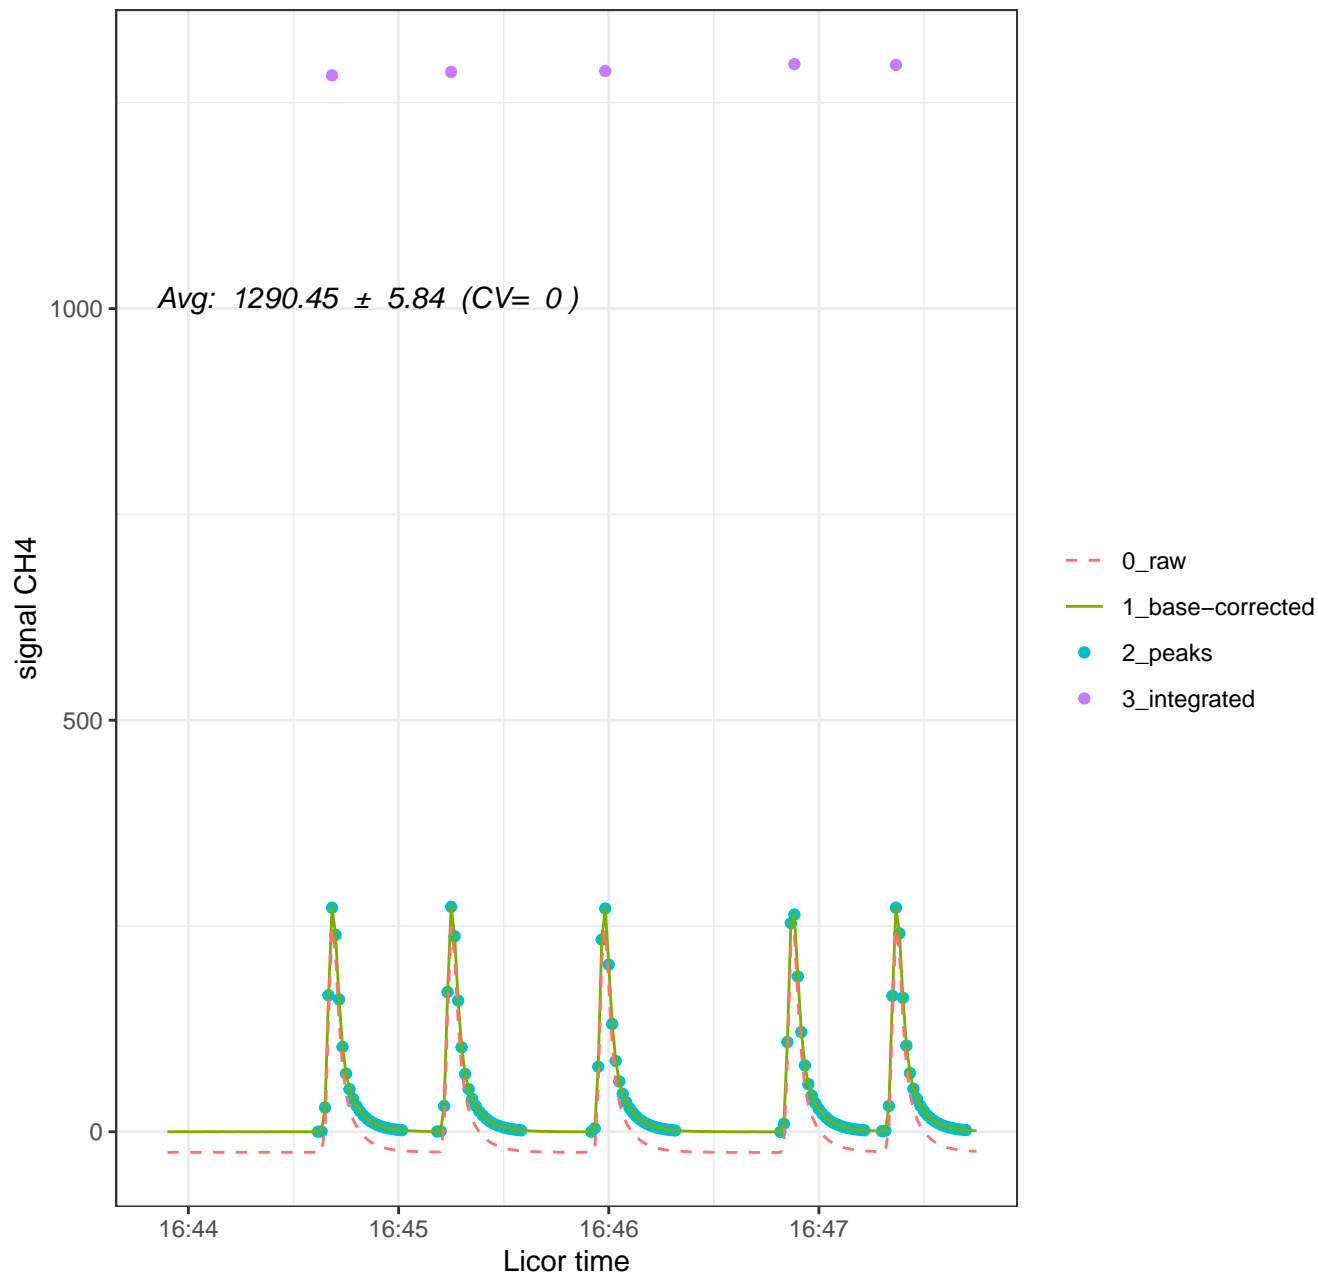 Avg: 1290.45 ± 5.84 (CV= 0 )
1000
500
0
signal CH4
16:44 16:45 16:46 16:47
Licor time
0_raw
1_base−corrected
2_peaks
3_integrated